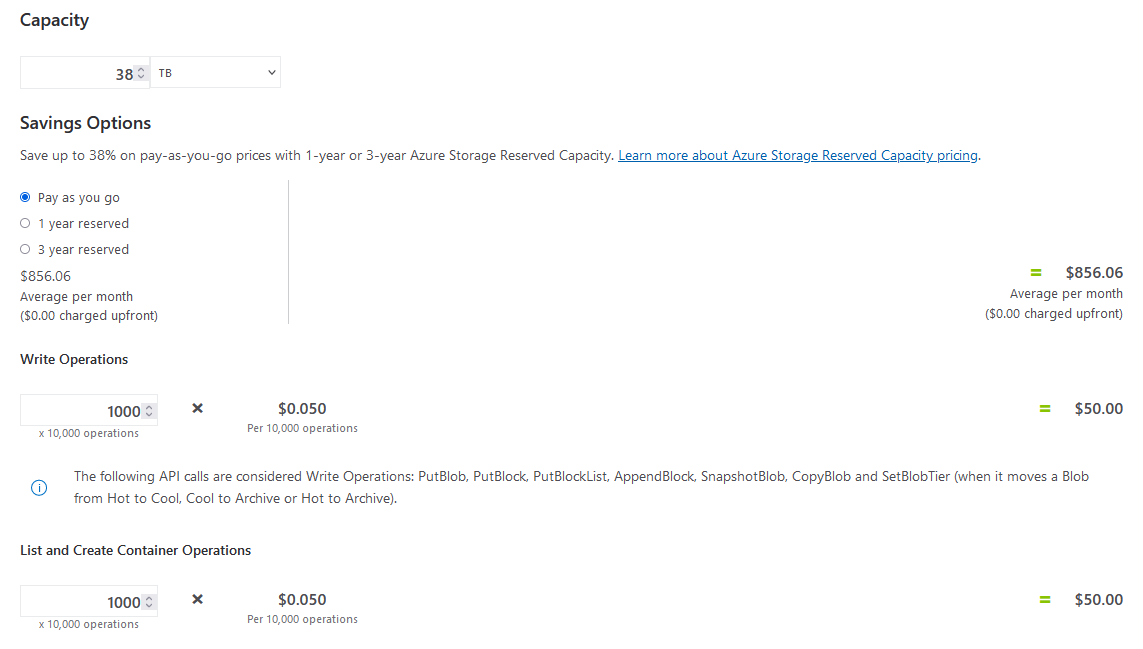 Capacity
38 TB
Savings Options
Save up to 38% on pay-as-you-go prices with 1-year or 3-year Azure Storage Reserved Capacity. Learn more about Azure Storage Reserved Capacity pricing.
Pay as you go
1 year reserved
3 year reserved
$856.06
Average per month
($0.00 charged upfront)
= $856.06
Average per month
($0.00 charged upfront)
Write Operations
1000 × $0.050 = $50.00
x 10,000 operations Per 10,000 operations
The following API calls are considered Write Operations: PutBlob, PutBlock, PutBlockList, AppendBlock, SnapshotBlob, CopyBlob and SetBlobTier (when it moves a Blob
from Hot to Cool, Cool to Archive or Hot to Archive).
List and Create Container Operations
1000 × $0.050 = $50.00
x 10,000 operations Per 10,000 operations